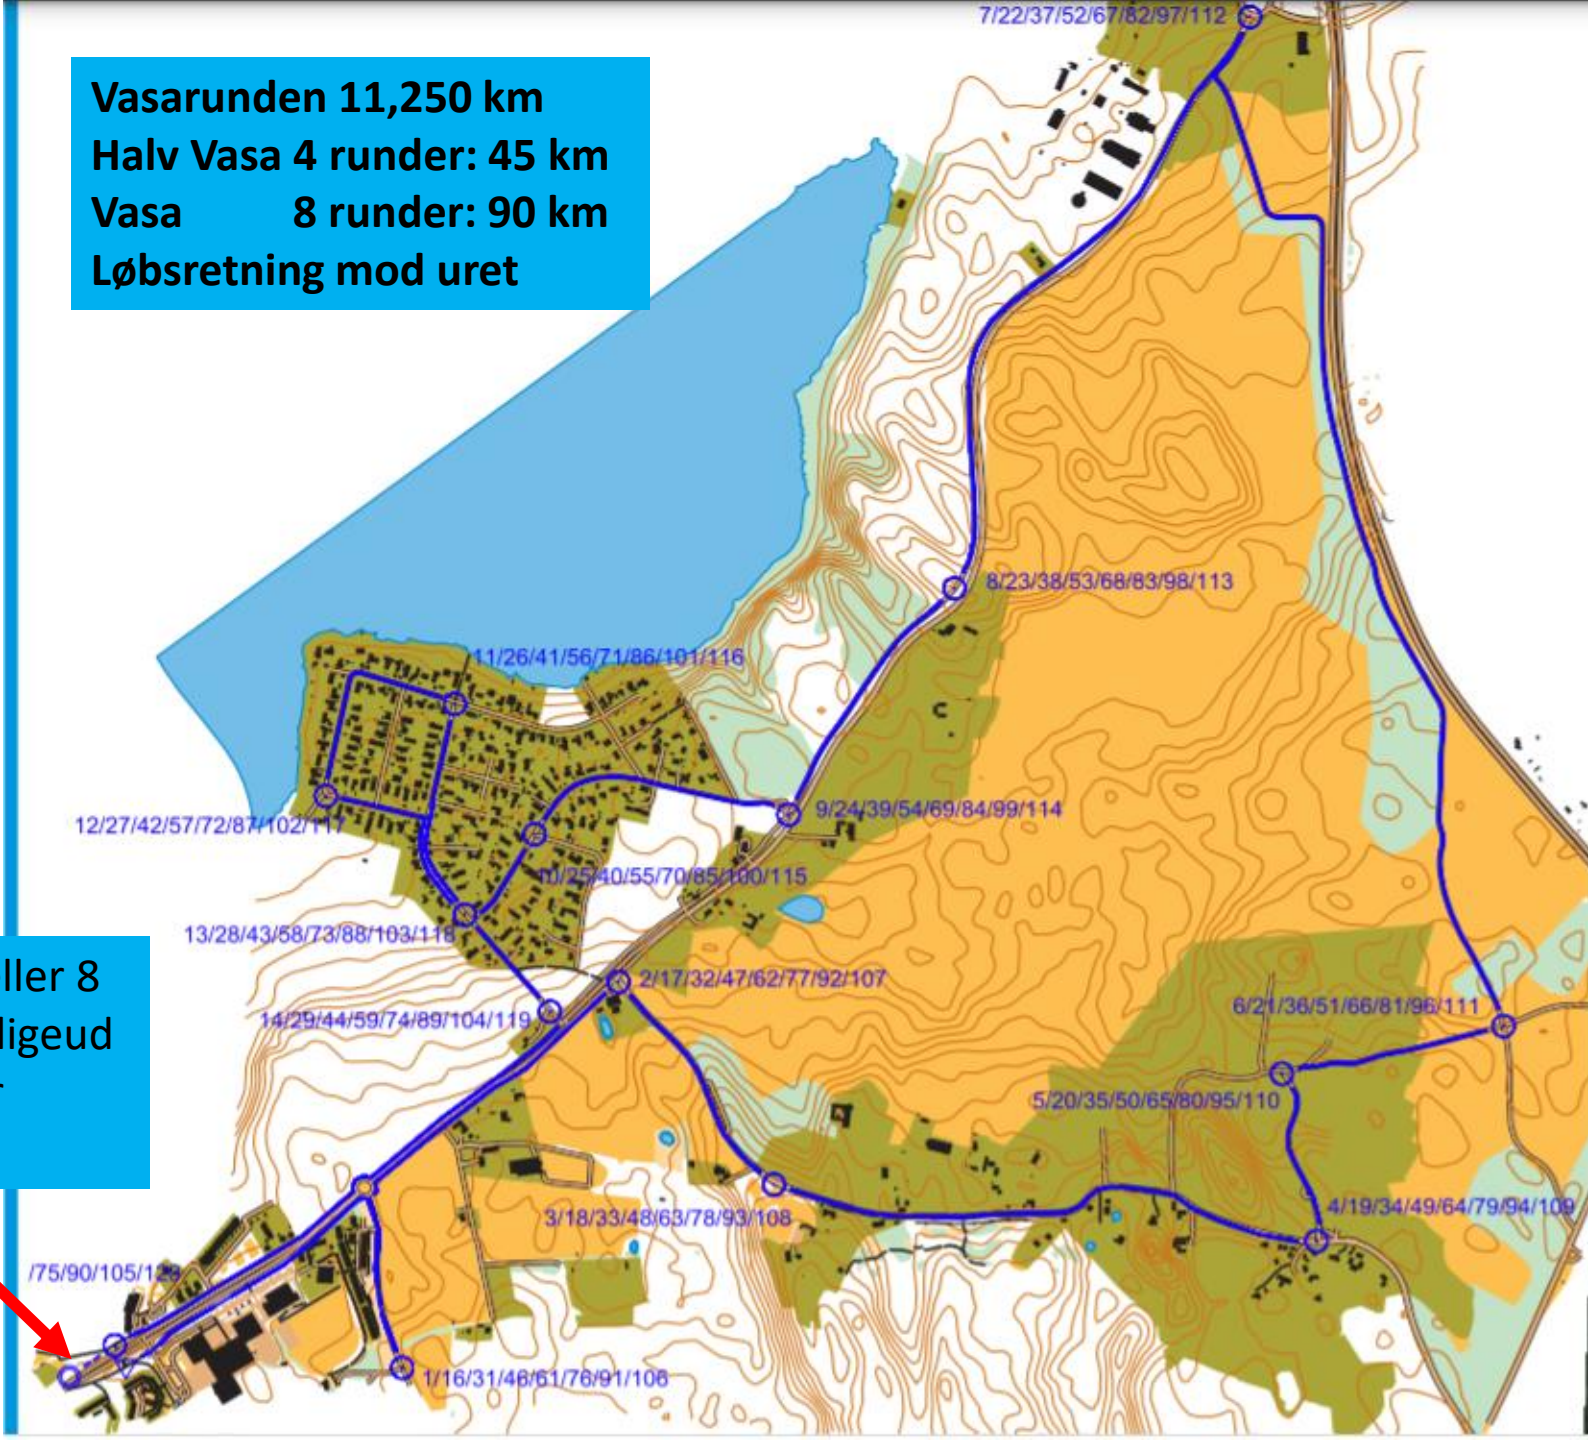 7/22/37/52/67/82/97/112
Vasarunden 11,250 km
Halv Vasa 4 runder: 45 km
Vasa 8 runder: 90 km
Løbsretning mod uret
8/23/38/53/68/83/98/113
11/26/41/56/71/86/101/116
9/24/39/54/69/84/99/114
12/27/42/57/72/87/102/117
10/25/40/55/70/85/100/115
13/28/43/58/73/88/103/118
ller 8
ligeud
2/17/32/47/62/77/92/107
14/29/44/59/74/89/104/119
6/21/36/51/66/81/96/111
5/20/35/50/65/80/95/110
4/19/34/49/64/79/94/109
3/18/33/48/63/78/93/108
/75/90/105/120
1/16/31/46/61/76/91/106